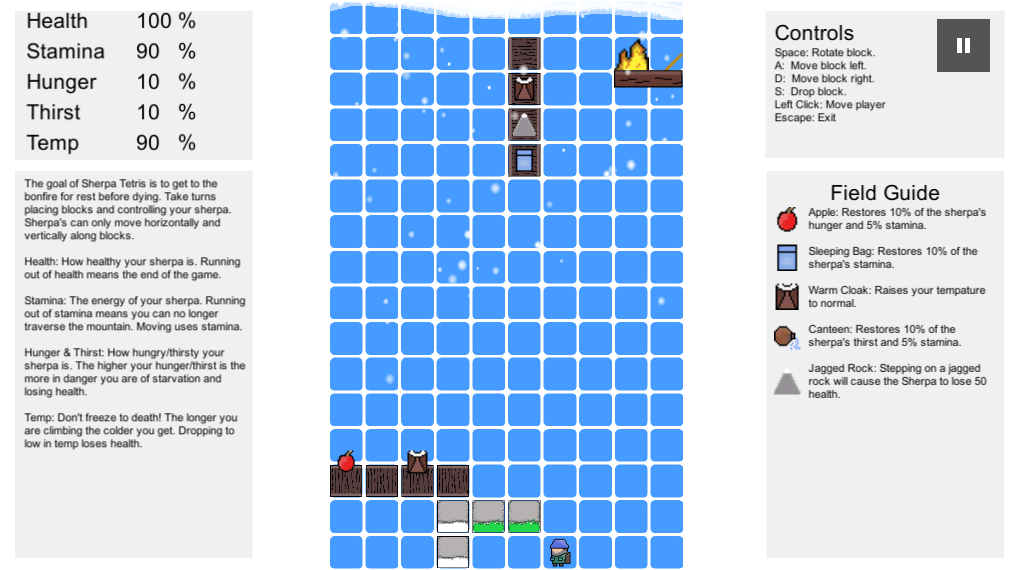 Health 100 %
Stamina 90 %
Hunger 10 %
Thirst 10 %
Temp 90 %
The goal of Sherpa Tetris is to get to the
bonfire for rest before dying. Take turns
placing blocks and controlling your sherpa.
Sherpa's can only move horizontally and
vertically along blocks.
Health: How healthy your sherpa is. Running
out of health means the end of the game.
Stamina: The energy of your sherpa. Running
out of stamina means you can no longer
traverse the mountain. Moving uses stamina.
Hunger & Thirst: How hungry/thirsty your
sherpa is. The higher your hunger/thirst is the
more in danger you are of starvation and
losing health.
Temp: Don't freeze to death! The longer you
are climbing the colder you get. Dropping to
low in temp loses health.
Controls
Space: Rotate block.
A: Move block left.
D: Move block right.
S: Drop block.
Left Click: Move player
Escape: Exit
Field Guide
Apple: Restores 10% of the sherpa's
hunger and 5% stamina.
Sleeping Bag: Restores 10% of the
sherpa's stamina.
Warm Cloak: Raises your tempature
to normal.
Canteen: Restores 10% of the
sherpa's thirst and 5% stamina.
Jagged Rock: Stepping on a jagged
rock will cause the Sherpa to lose 50
health.